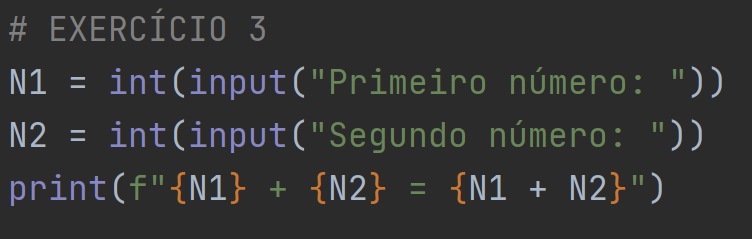 # EXERCÍCIO 3
N1 = int(input("Primeiro número: "))
N2 = int(input("Segundo número: "))
print(f"{N1} + {N2} = {N1 + N2}")